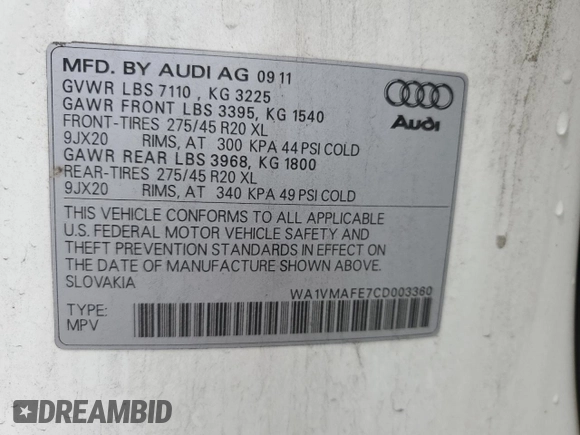 MFD. BY AUDI AG 09 11
GVWR LBS 7110 , KG 3225
GAWR FRONT LBS 3395, KG 1540
FRONT-TIRES 275/45 R20 XL
9JX20 RIMS, AT 300 KPA 44 PSI COLD
GAWR REAR LBS 3968, KG 1800
REAR-TIRES 275/45 R20 XL
9JX20 RIMS, AT 340 KPA 49 PSI COLD
Audi
THIS VEHICLE CONFORMS TO ALL APPLICABLE
U.S. FEDERAL MOTOR VEHICLE SAFETY AND
THEFT PREVENTION STANDARDS IN EFFECT ON
THE DATE OF MANUFACTURE SHOWN ABOVE.
SLOVAKIA
WA1VMAFE7CD003360
TYPE:
MPV
$DREAMBID